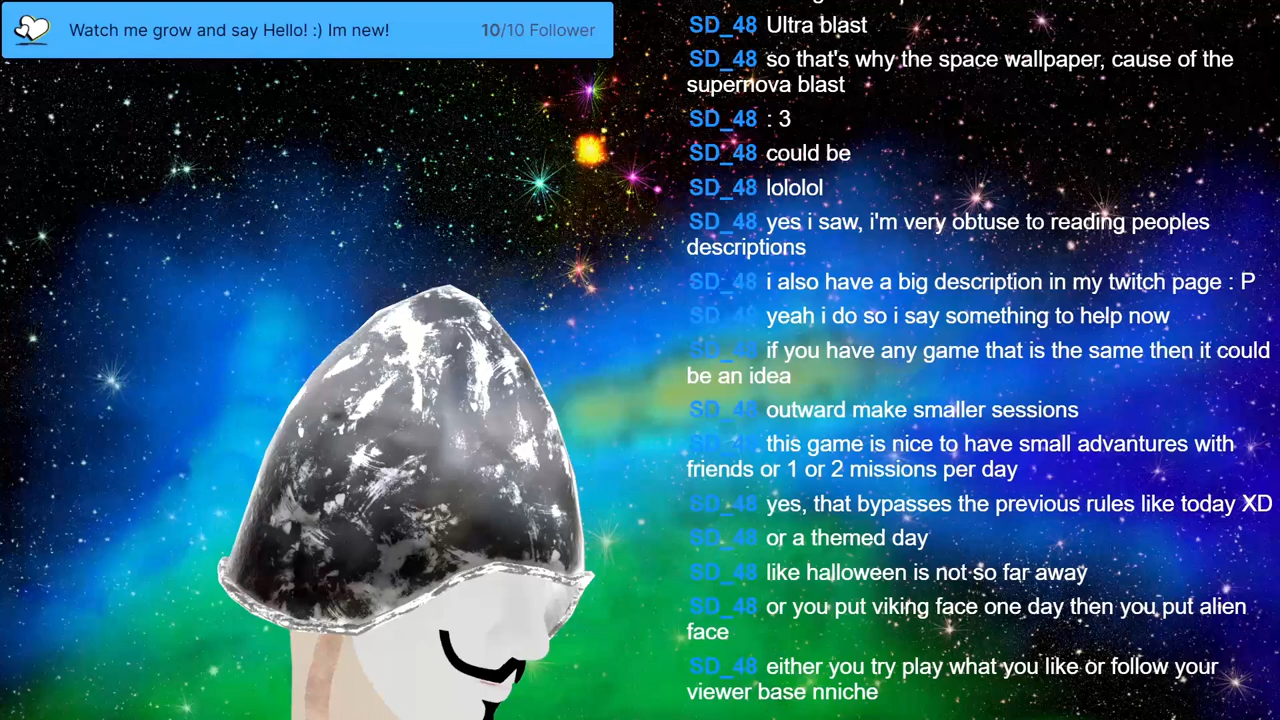 Watch me grow and say Hello! :) Im new!
10/10 Follower
SD_48 Ultra blast
SD_48 so that's why the space wallpaper, cause of the
supernova blast
SD_48 : 3
SD_48 could be
SD_48 lololol
SD_48 yes i saw, i'm very obtuse to reading peoples
descriptions
SD_48 i also have a big description in my twitch page : P
SD_48 yeah i do so i say something to help now
SD_48 if you have any game that is the same then it could
be an idea
SD_48 outward make smaller sessions
SD_48 this game is nice to have small advantures with
friends or 1 or 2 missions per day
SD_48 yes, that bypasses the previous rules like today XD
SD_48 or a themed day
SD_48 like halloween is not so far away
SD_48 or you put viking face one day then you put alien
face
SD_48 either you try play what you like or follow your
viewer base nniche